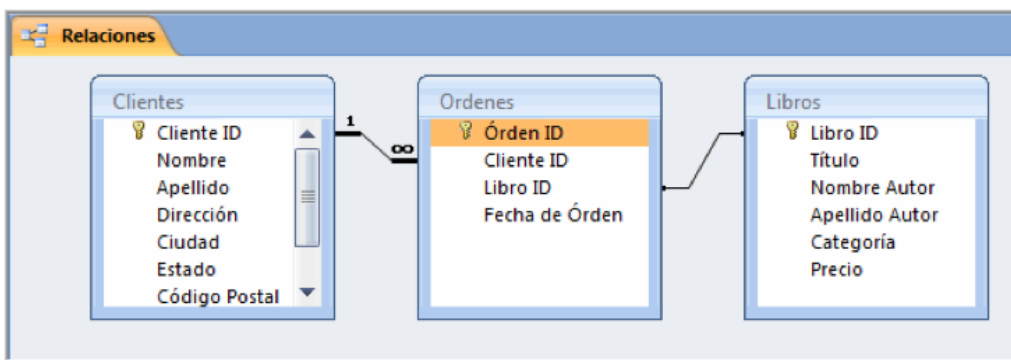 Relaciones
Clientes
Cliente ID
Nombre
Apellido
Dirección
Ciudad
Estado
Código Postal
1
∞
Ordenes
Órden ID
Cliente ID
Libro ID
Fecha de Órden
Libros
Libro ID
Título
Nombre Autor
Apellido Autor
Categoría
Precio